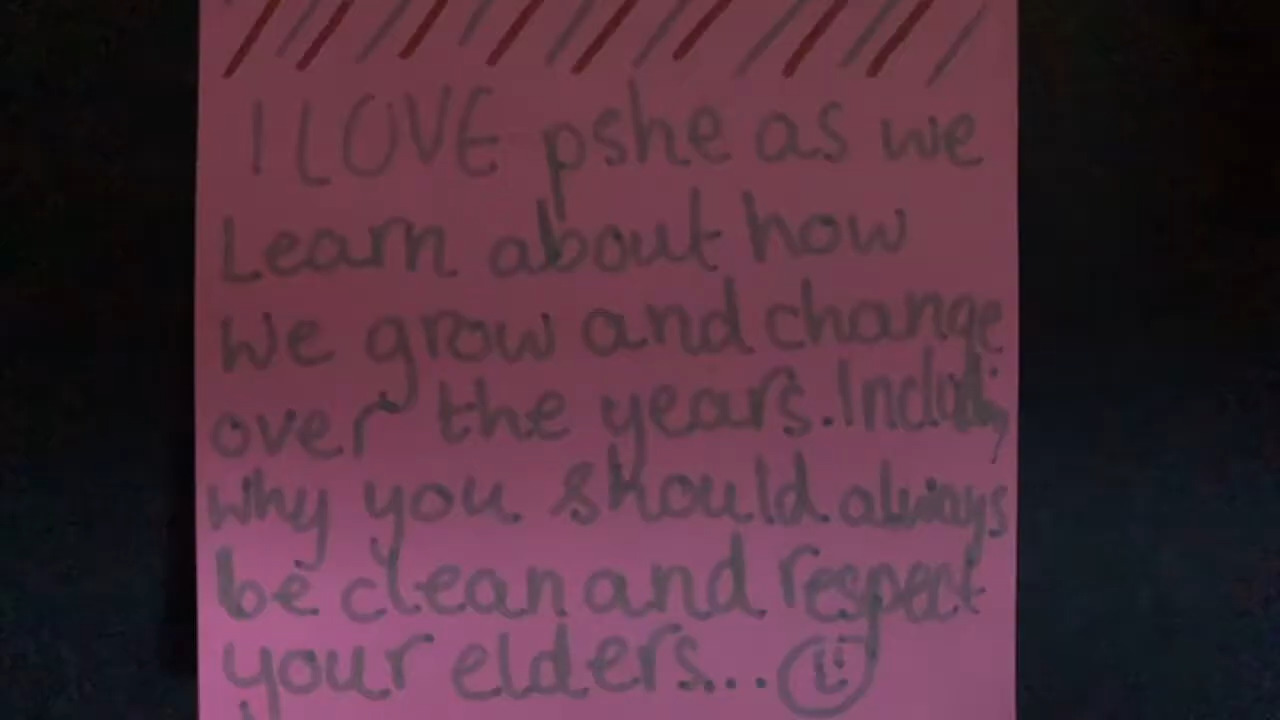 I LOVE pshe as we
Learn about how
we grow and change
over the years. Including
why you should always
be clean and respect
your elders...